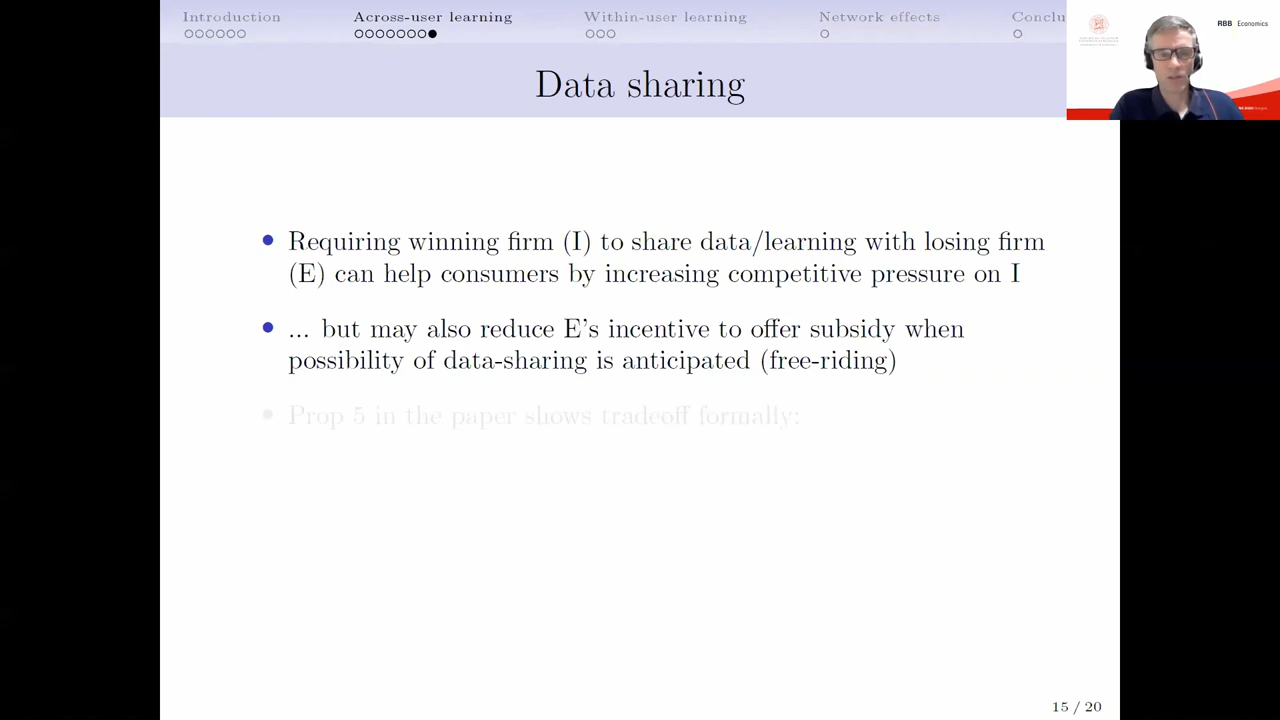 Introduction
Across-user learning
Within-user learning
Network effects
Conclu
RBB Economics
Data sharing
• Requiring winning firm (I) to share data/learning with losing firm
(E) can help consumers by increasing competitive pressure on I
• ... but may also reduce E's incentive to offer subsidy when
possibility of data-sharing is anticipated (free-riding)
• Prop 5 in the paper shows tradeoff formally:
15 / 20